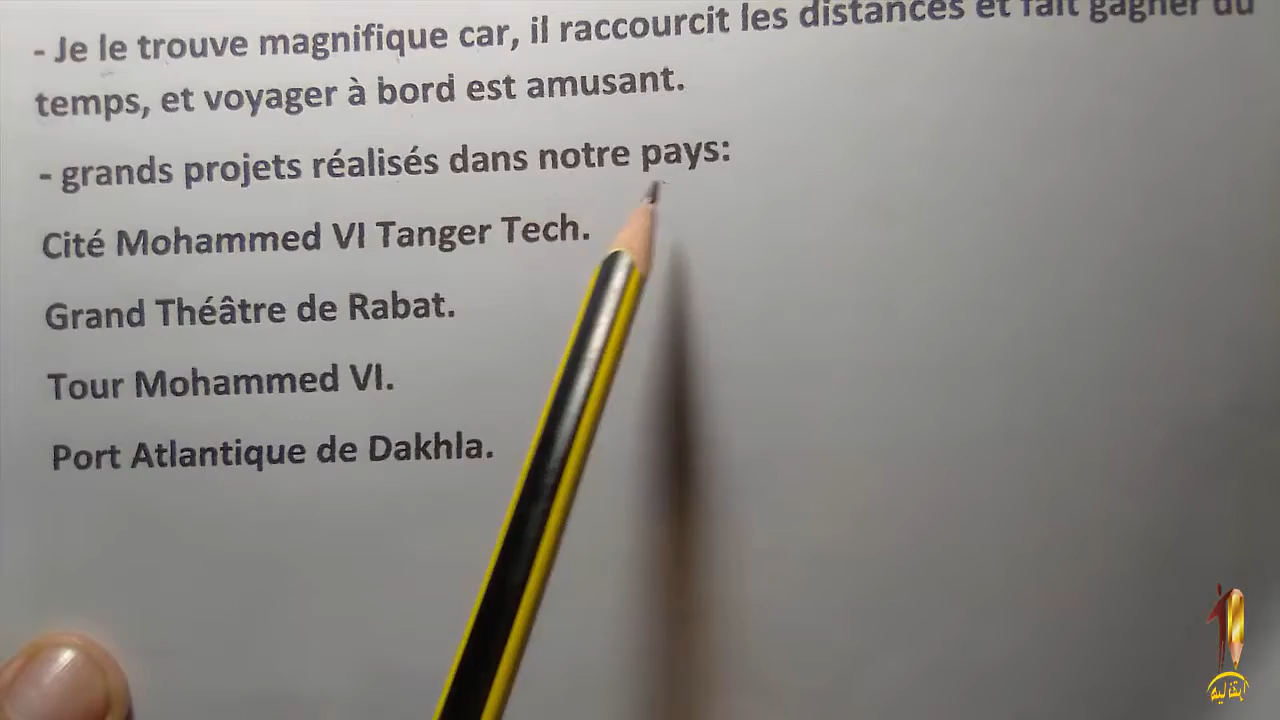 - Je le trouve magnifique car, il raccourcit les distances et fait gagner du
temps, et voyager à bord est amusant.
- grands projets réalisés dans notre pays:
Cité Mohammed VI Tanger Tech.
Grand Théâtre de Rabat.
Tour Mohammed VI.
Port Atlantique de Dakhla.